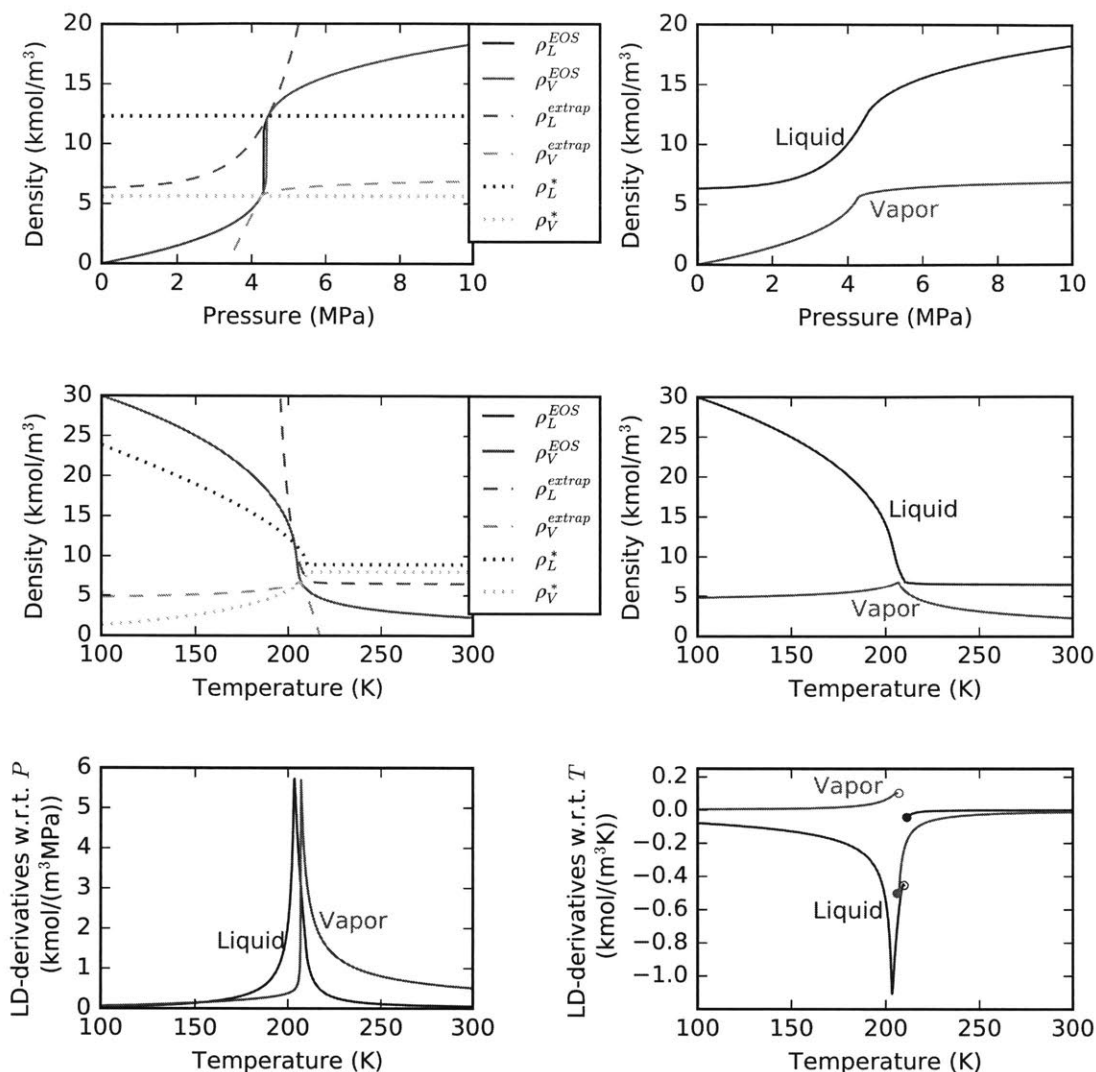 Density (kmol/m³)
20
15
10
5
0
0 2 4 6 8 10
Pressure (MPa)
ρ_L^{EOS}
ρ_V^{EOS}
ρ_L^{extrap}
ρ_V^{extrap}
ρ_L^*
ρ_V^*
Density (kmol/m³)
20
15
10
5
0
Liquid
Vapor
0 2 4 6 8 10
Pressure (MPa)
Density (kmol/m³)
30
25
20
15
10
5
0
100 150 200 250 300
Temperature (K)
ρ_L^{EOS}
ρ_V^{EOS}
ρ_L^{extrap}
ρ_V^{extrap}
ρ_L^*
ρ_V^*
Density (kmol/m³)
30
25
20
15
10
5
0
Liquid
Vapor
100 150 200 250 300
Temperature (K)
LD-derivatives w.r.t. P
(kmol/(m³MPa))
6
5
4
3
2
1
0
Liquid
Vapor
100 150 200 250 300
Temperature (K)
LD-derivatives w.r.t. T
(kmol/(m³K))
0.2
0.0
−0.2
−0.4
−0.6
−0.8
−1.0
Vapor
Liquid
100 150 200 250 300
Temperature (K)